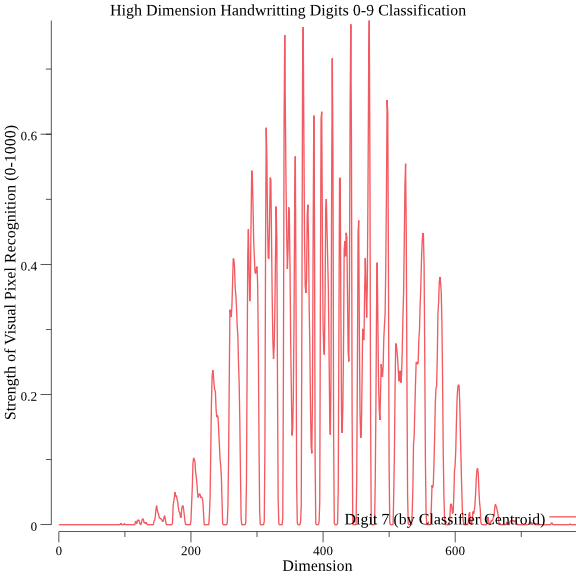 High Dimension Handwritting Digits 0-9 Classification
Strength of Visual Pixel Recognition (0-1000)
0.6
0.4
0.2
0
Digit 7 (by Classifier Centroid)
0 200 400 600
Dimension